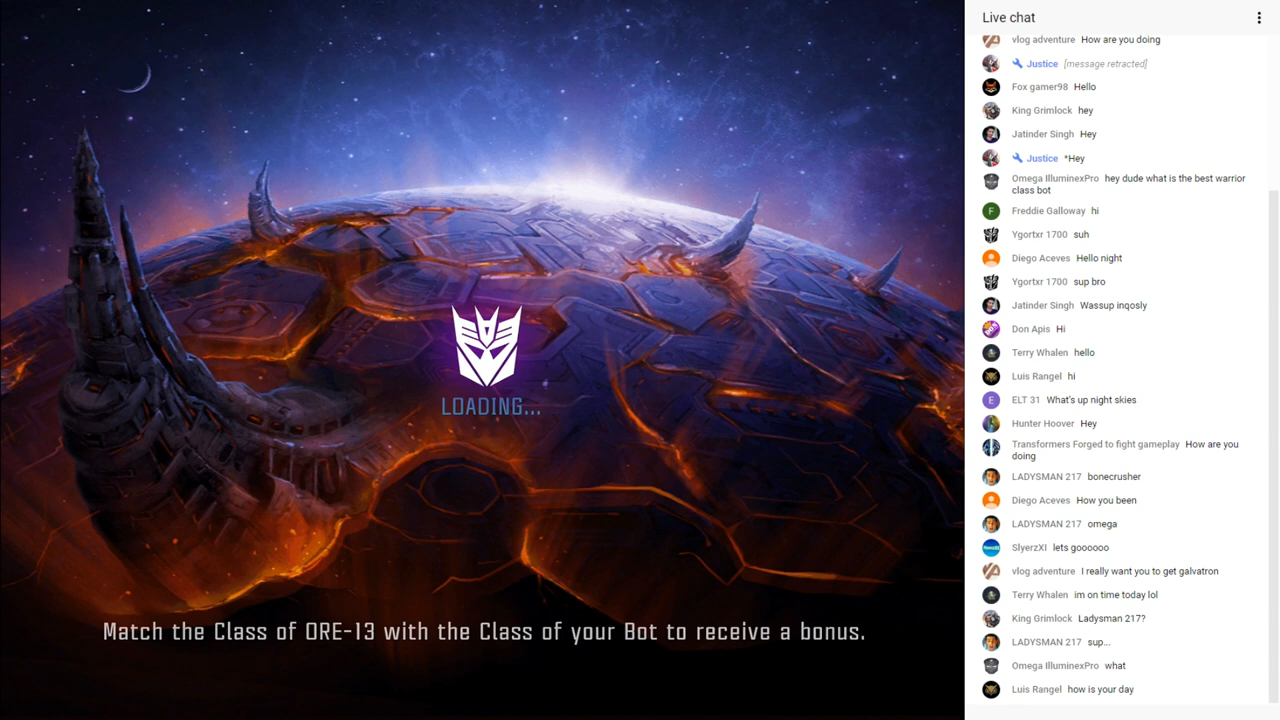 LOADING...
Match the Class of ORE-13 with the Class of your Bot to receive a bonus.
Live chat
vlog adventure How are you doing
Justice [message retracted]
Fox gamer98 Hello
King Grimlock hey
Jatinder Singh Hey
Justice *Hey
Omega IlluminexPro hey dude what is the best warrior
class bot
F Freddie Galloway hi
Ygortxr 1700 suh
Diego Aceves Hello night
Ygortxr 1700 sup bro
Jatinder Singh Wassup inqosly
Don Apis Hi
Terry Whalen hello
Luis Rangel hi
E ELT 31 What's up night skies
Hunter Hoover Hey
Transformers Forged to fight gameplay How are you
doing
LADYSMAN 217 bonecrusher
Diego Aceves How you been
LADYSMAN 217 omega
SlyerzXI lets goooooo
vlog adventure I really want you to get galvatron
Terry Whalen im on time today lol
King Grimlock Ladysman 217?
LADYSMAN 217 sup...
Omega IlluminexPro what
Luis Rangel how is your day